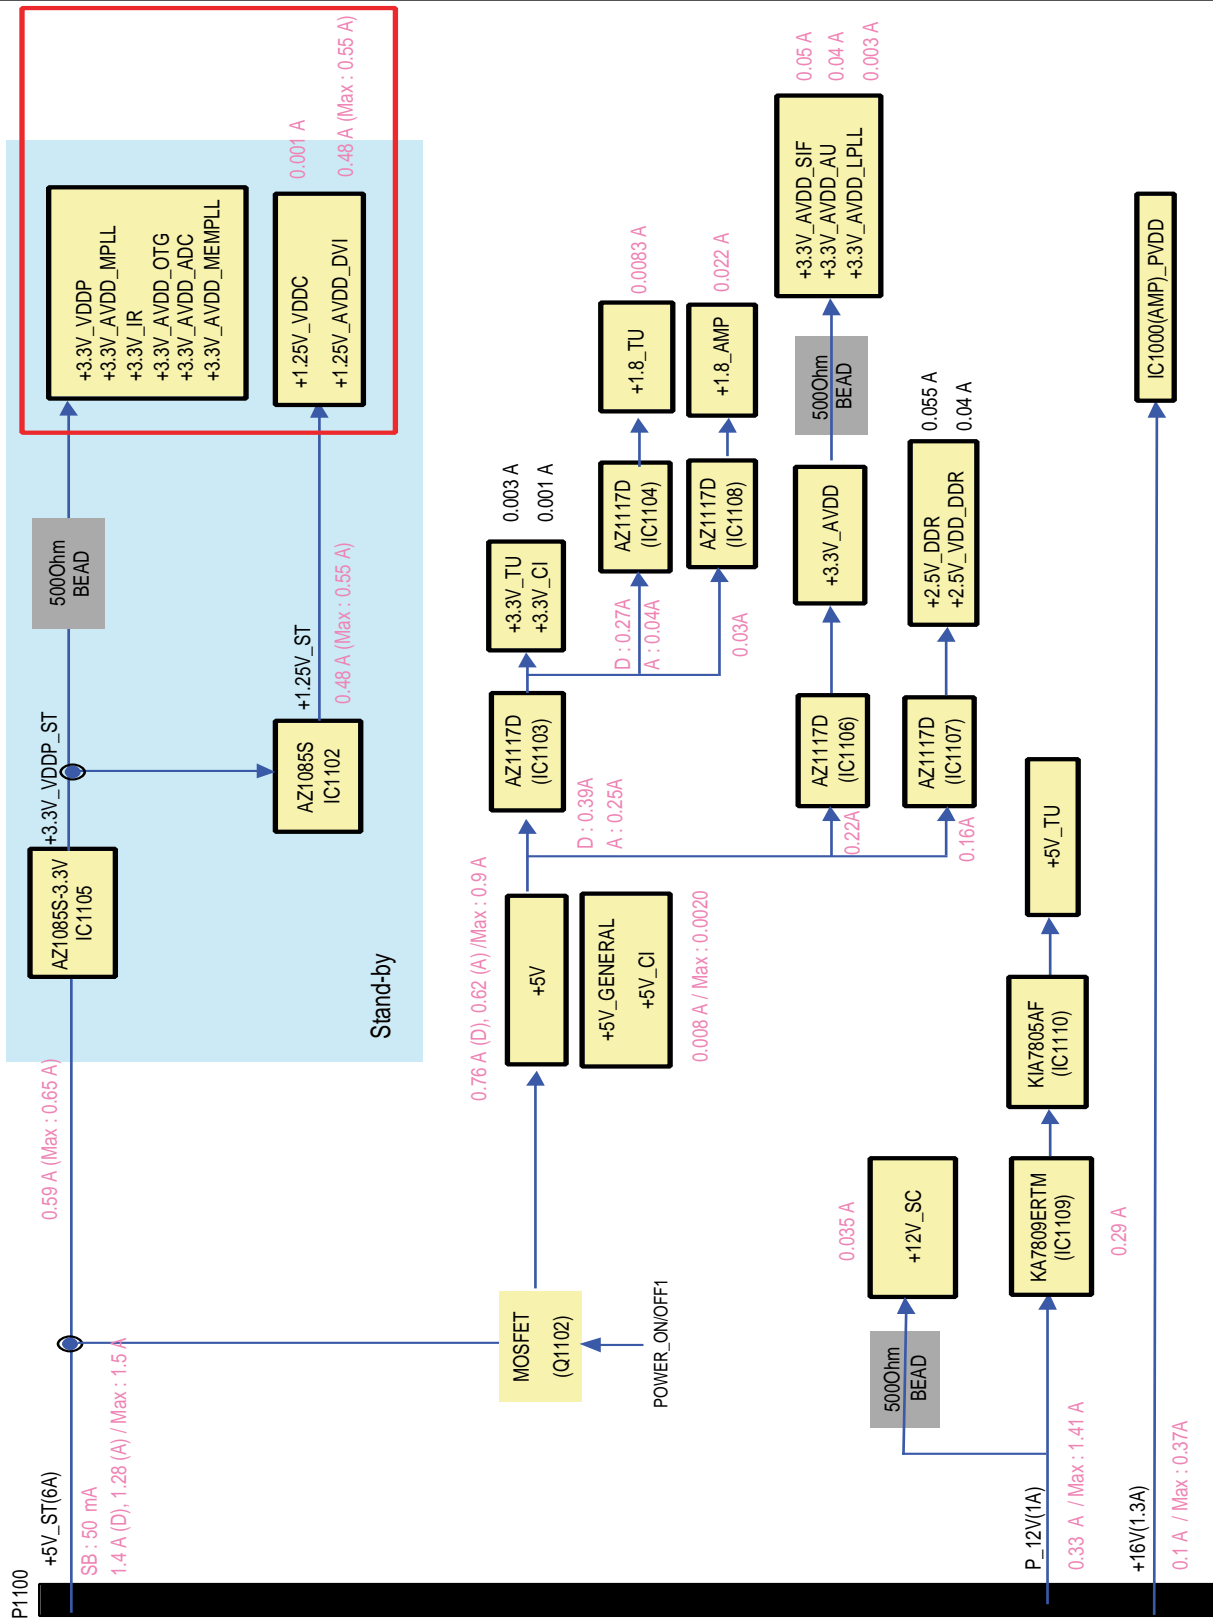 P1100
+5V_ST(6A)
SB : 50 mA
1.4 A (D), 1.28 (A) / Max : 1.5 A
0.59 A (Max : 0.65 A)
AZ1085S-3.3V
IC1105
+3.3V_VDDP_ST
500Ohm
BEAD
+3.3V_VDDP
+3.3V_AVDD_MPLL
+3.3V_IR
+3.3V_AVDD_OTG
+3.3V_AVDD_ADC
+3.3V_AVDD_MEMPLL
AZ1085S
IC1102
+1.25V_ST
0.48 A (Max : 0.55 A)
+1.25V_VDDC
+1.25V_AVDD_DVI
0.001 A
0.48 A (Max : 0.55 A)
Stand-by
MOSFET
(Q1102)
POWER_ON/OFF1
0.76 A (D), 0.62 (A) /Max : 0.9 A
+5V
+5V_GENERAL
+5V_CI
0.008 A / Max : 0.0020
AZ1117D
(IC1103)
D : 0.39A
A : 0.25A
+3.3V_TU
+3.3V_CI
0.003 A
0.001 A
D : 0.27A
A : 0.04A
AZ1117D
(IC1104)
+1.8_TU
0.0083 A
0.03A
AZ1117D
(IC1108)
+1.8_AMP
0.022 A
0.22A
AZ1117D
(IC1106)
+3.3V_AVDD
500Ohm
BEAD
+3.3V_AVDD_SIF
+3.3V_AVDD_AU
+3.3V_AVDD_LPLL
0.05 A
0.04 A
0.003 A
0.16A
AZ1117D
(IC1107)
+2.5V_DDR
+2.5V_VDD_DDR
0.055 A
0.04 A
P_12V(1A)
0.33 A / Max : 1.41 A
500Ohm
BEAD
+12V_SC
0.035 A
KA7809ERTM
(IC1109)
0.29 A
KIA7805AF
(IC1110)
+5V_TU
+16V(1.3A)
0.1 A / Max : 0.37A
IC1000(AMP)_PVDD